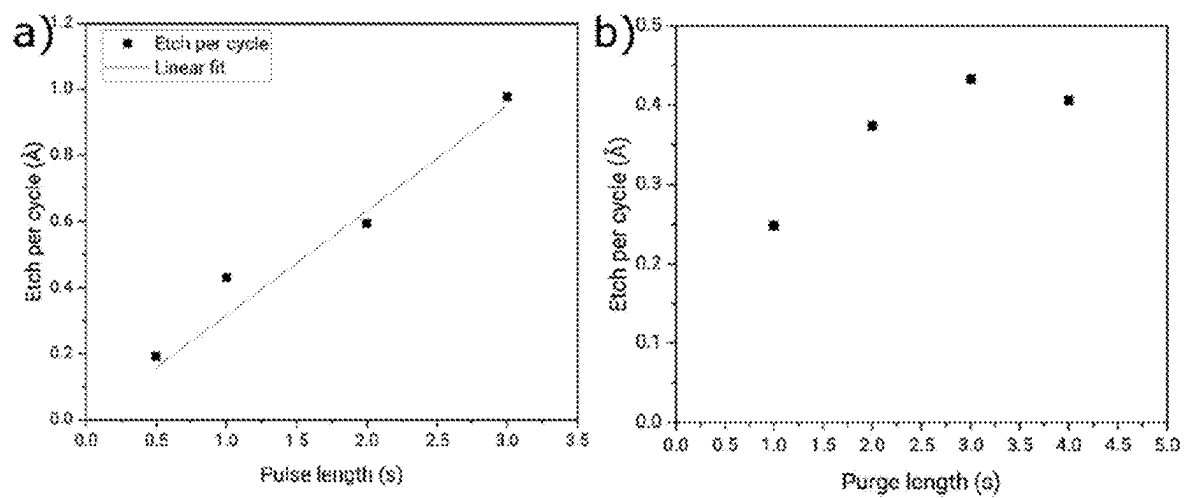 a)
Etch per cycle
Linear fit
Etch per cycle (Å)
1.2
1.0
0.8
0.6
0.4
0.2
0.0
0.0 0.5 1.0 1.5 2.0 2.5 3.0 3.5
Pulse length (s)
b)
Etch per cycle (Å)
0.5
0.4
0.3
0.2
0.1
0.0
0.0 0.5 1.0 1.5 2.0 2.5 3.0 3.5 4.0 4.5 5.0
Purge length (s)